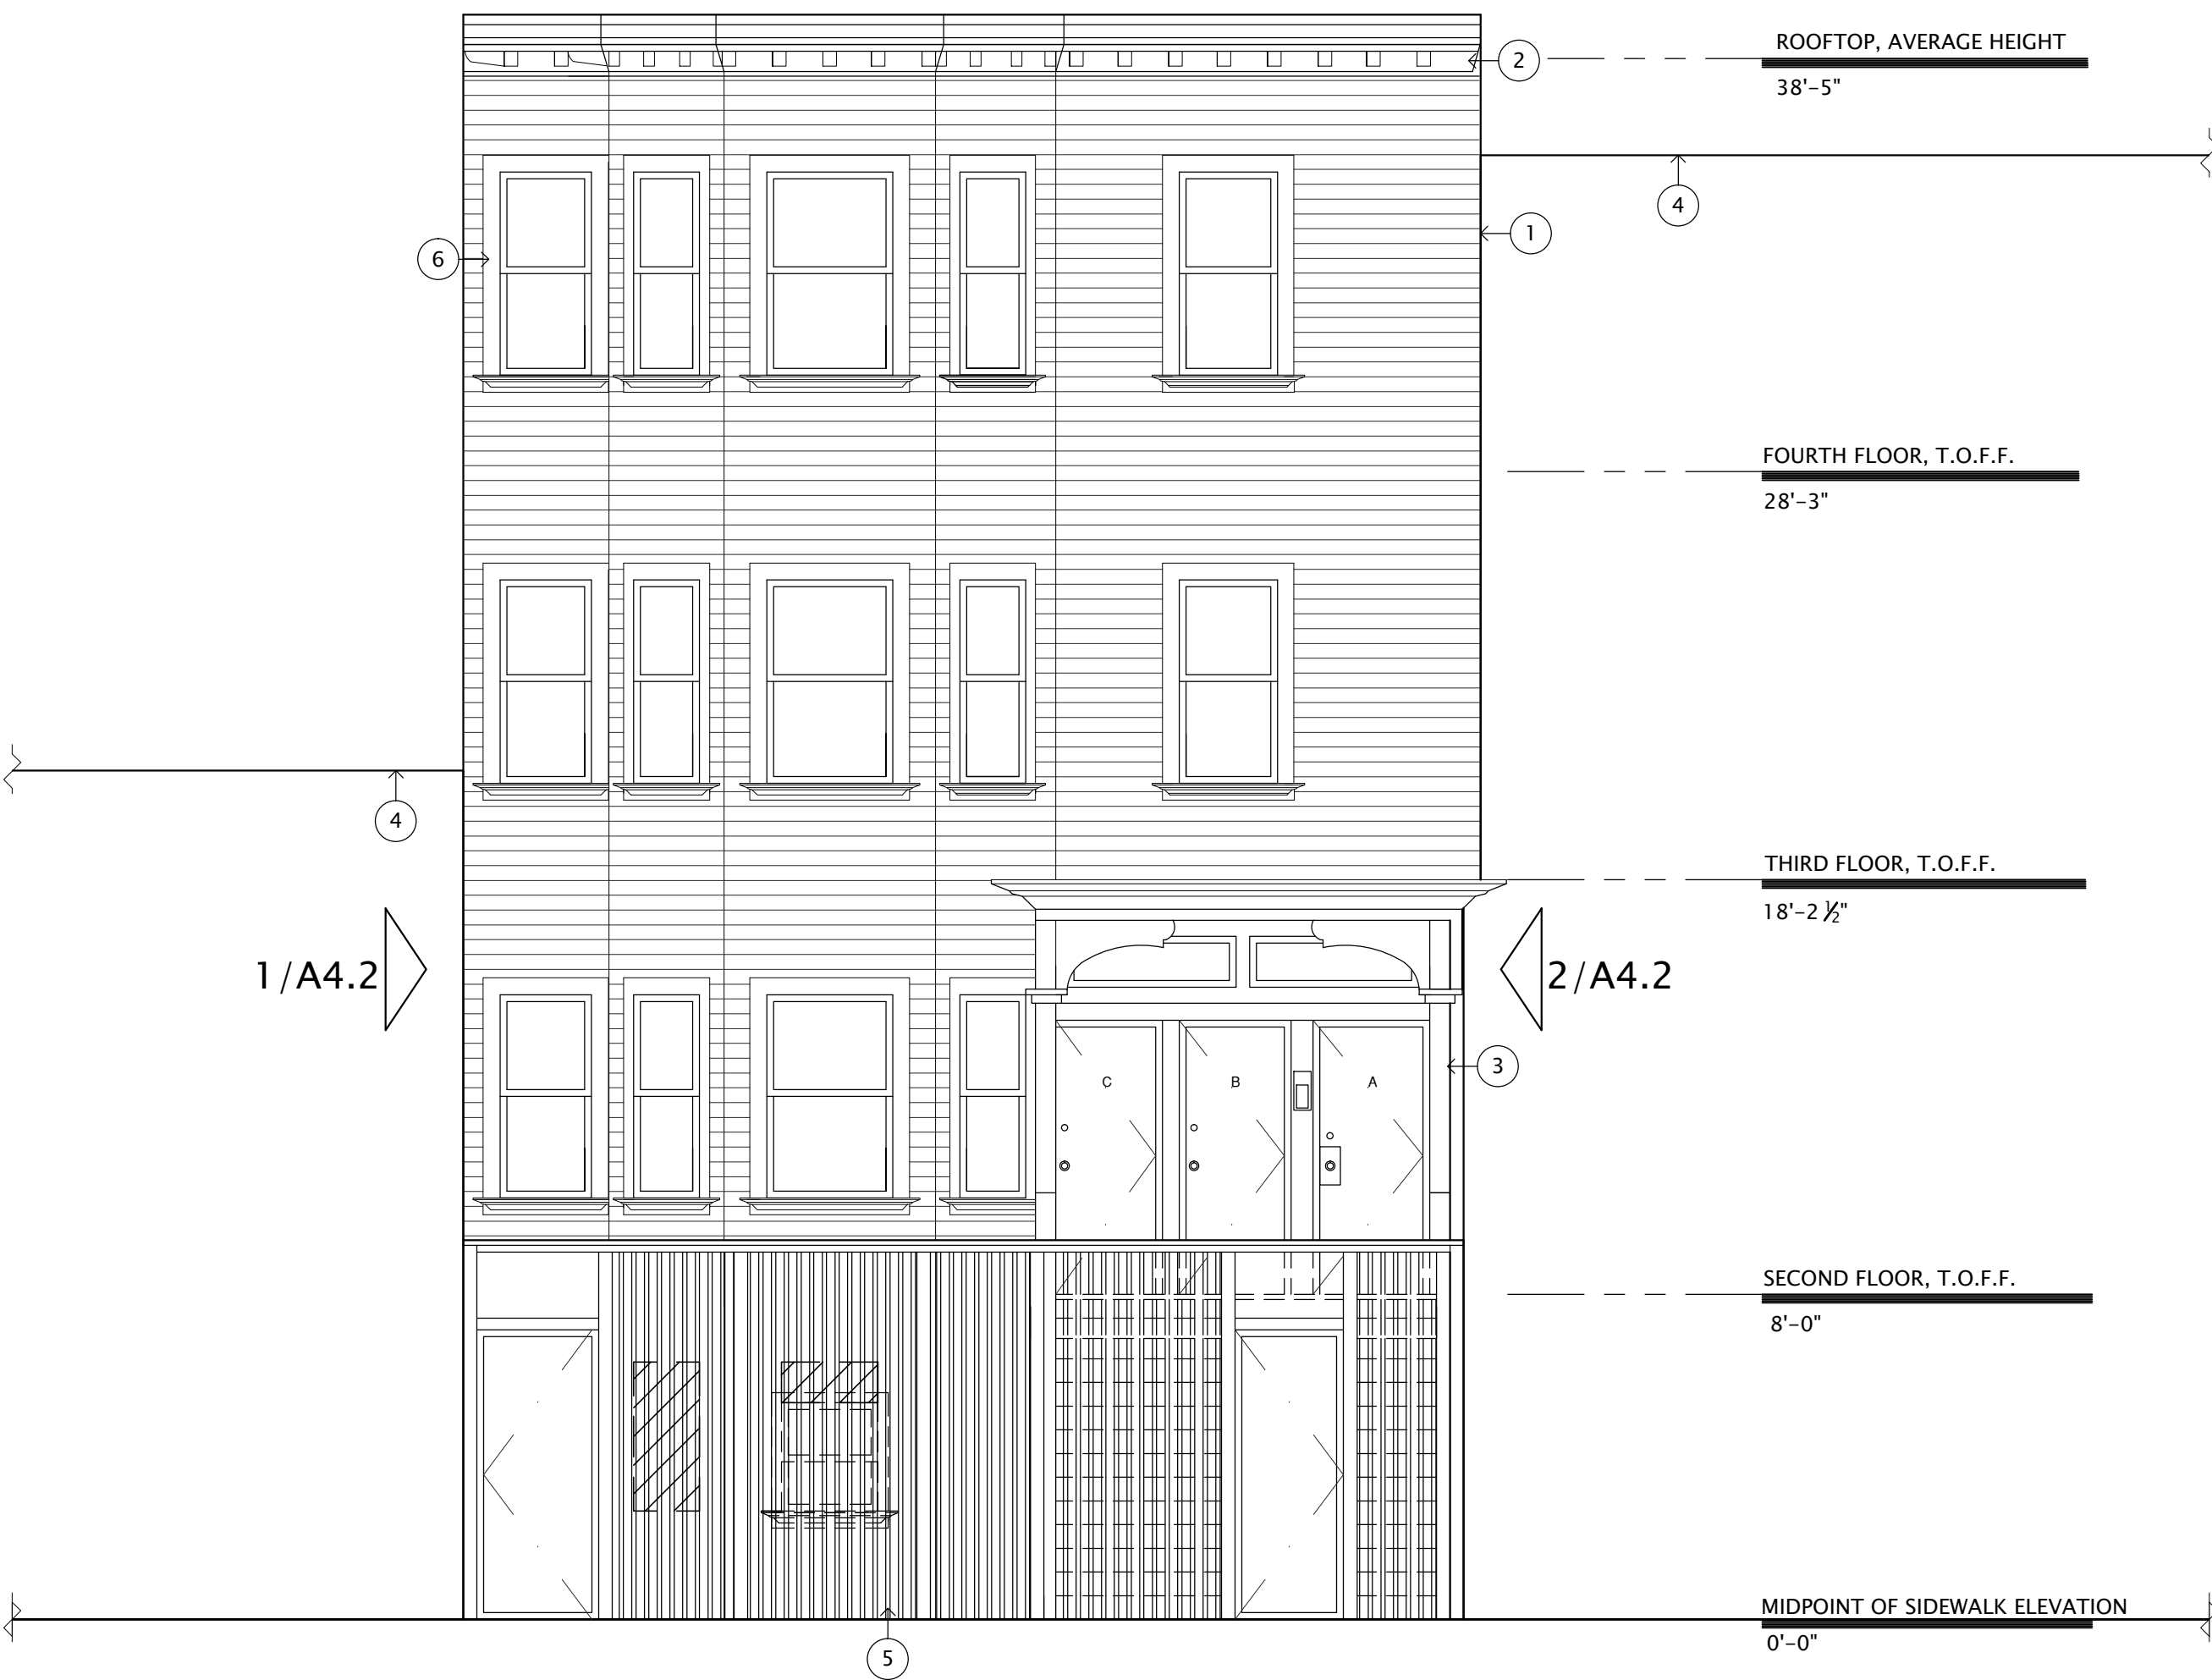 ROOFTOP, AVERAGE HEIGHT
2
38'-5"
4
1
6
FOURTH FLOOR, T.O.F.F.
28'-3"
4
THIRD FLOOR, T.O.F.F.
18'-2 ½"
1/A4.2
2/A4.2
3
C
B
A
SECOND FLOOR, T.O.F.F.
8'-0"
MIDPOINT OF SIDEWALK ELEVATION
0'-0"
5